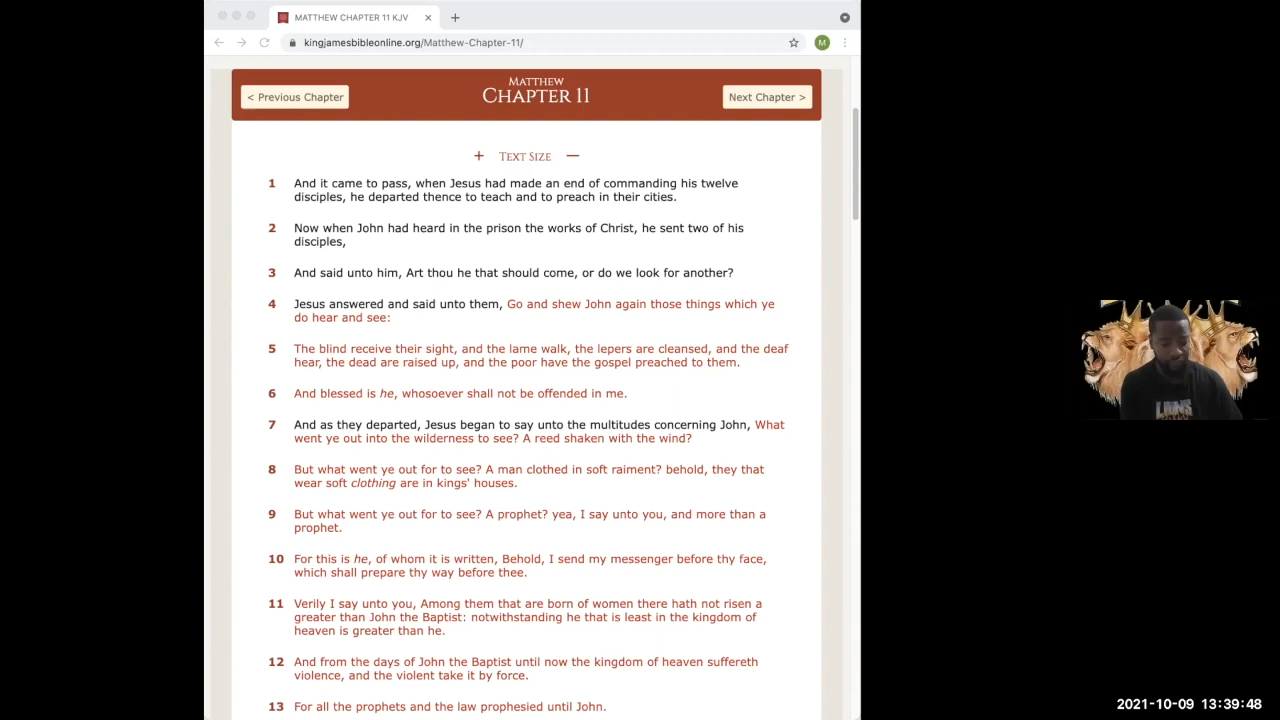 MATTHEW CHAPTER 11 KJV
kingjamesbibleonline.org/Matthew-Chapter-11/
M
MATTHEW
CHAPTER 11
< Previous Chapter
Next Chapter >
+ TEXT SIZE —
1 And it came to pass, when Jesus had made an end of commanding his twelve
disciples, he departed thence to teach and to preach in their cities.
2 Now when John had heard in the prison the works of Christ, he sent two of his
disciples,
3 And said unto him, Art thou he that should come, or do we look for another?
4 Jesus answered and said unto them, Go and shew John again those things which ye
do hear and see:
5 The blind receive their sight, and the lame walk, the lepers are cleansed, and the deaf
hear, the dead are raised up, and the poor have the gospel preached to them.
6 And blessed is he, whosoever shall not be offended in me.
7 And as they departed, Jesus began to say unto the multitudes concerning John, What
went ye out into the wilderness to see? A reed shaken with the wind?
8 But what went ye out for to see? A man clothed in soft raiment? behold, they that
wear soft clothing are in kings' houses.
9 But what went ye out for to see? A prophet? yea, I say unto you, and more than a
prophet.
10 For this is he, of whom it is written, Behold, I send my messenger before thy face,
which shall prepare thy way before thee.
11 Verily I say unto you, Among them that are born of women there hath not risen a
greater than John the Baptist: notwithstanding he that is least in the kingdom of
heaven is greater than he.
12 And from the days of John the Baptist until now the kingdom of heaven suffereth
violence, and the violent take it by force.
13 For all the prophets and the law prophesied until John.
2021-10-09 13:39:48